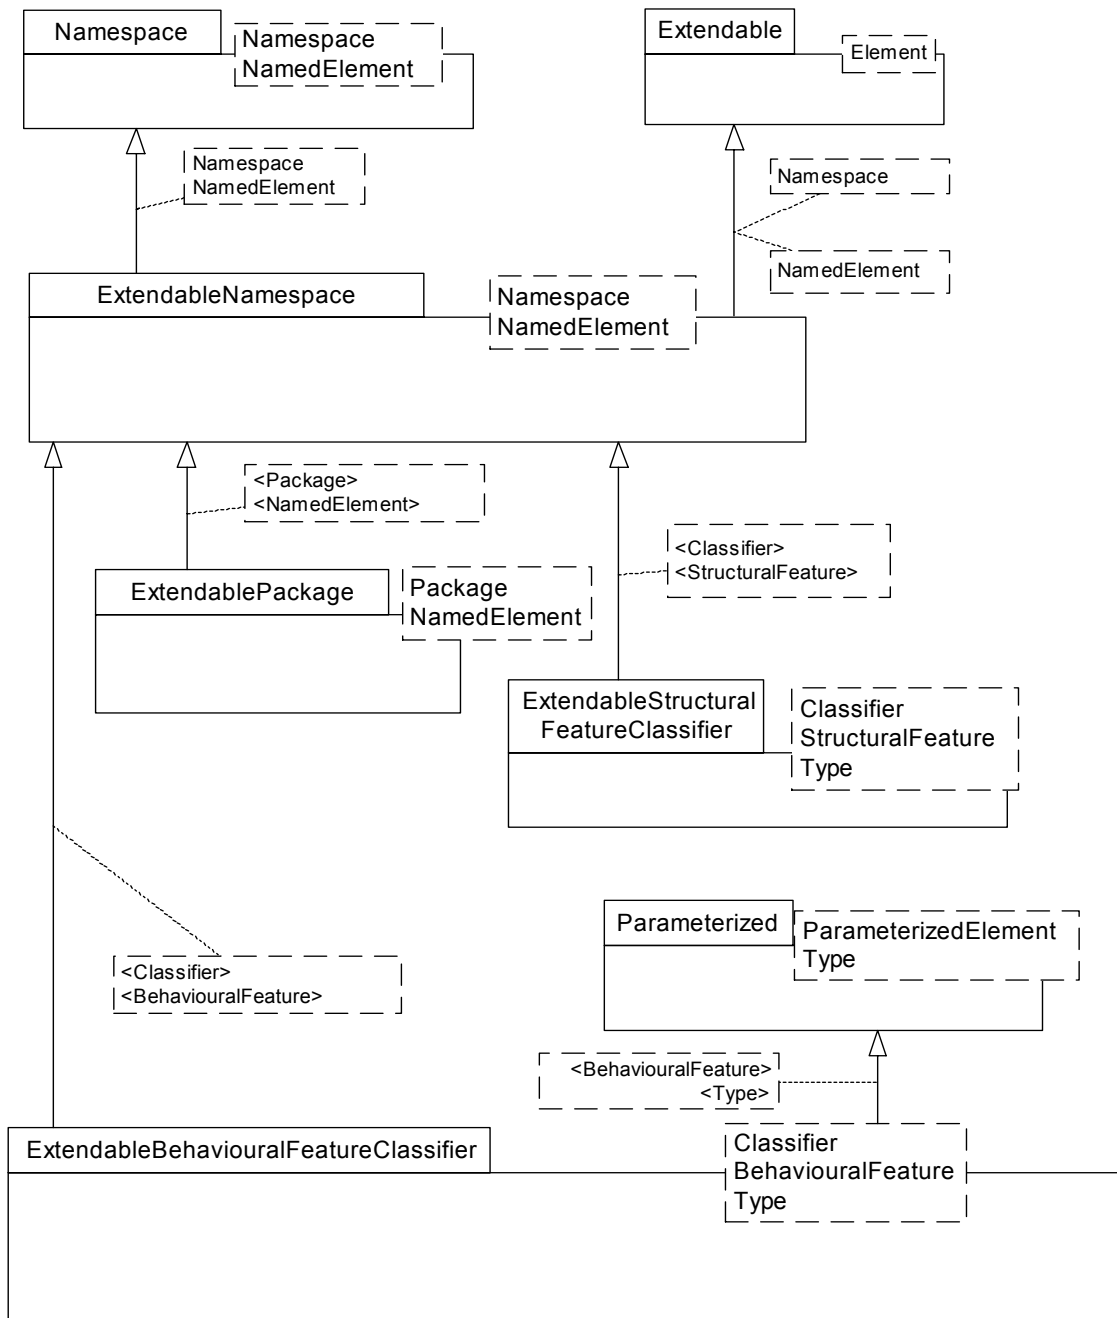 Namespace
Namespace
NamedElement
Extendable
Element
Namespace
NamedElement
Namespace
NamedElement
ExtendableNamespace
Namespace
NamedElement
<Package>
<NamedElement>
<Classifier>
<StructuralFeature>
ExtendablePackage
Package
NamedElement
ExtendableStructural
FeatureClassifier
Classifier
StructuralFeature
Type
Parameterized
ParameterizedElement
Type
<Classifier>
<BehaviouralFeature>
<BehaviouralFeature>
<Type>
ExtendableBehaviouralFeatureClassifier
Classifier
BehaviouralFeature
Type